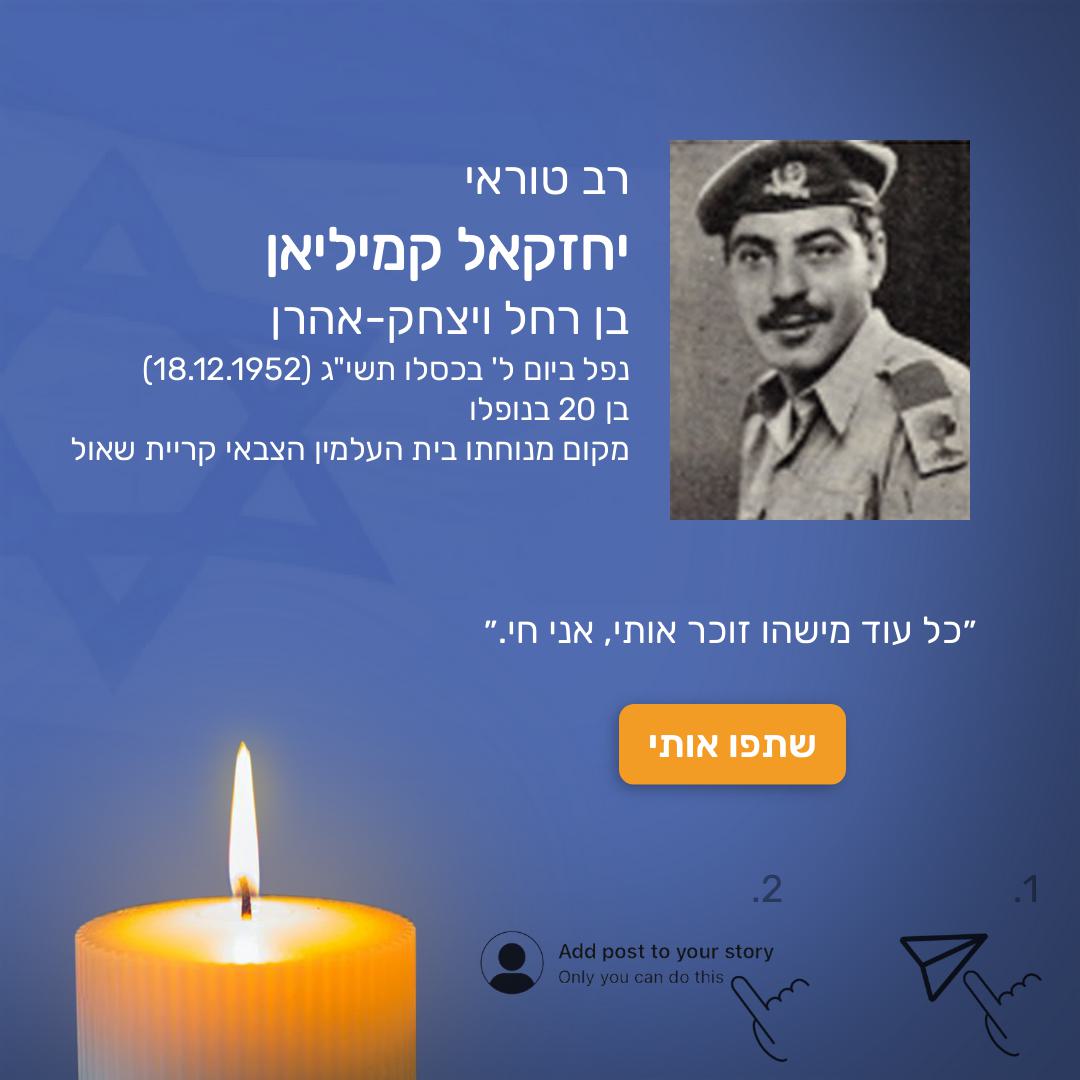 רב טוראי
יחזקאל קמיליאן
בן רחל ויצחק-אהרן
נפל ביום ל' בכסלו תשי"ג (18.12.1952)
בן 20 בנופלו
מקום מנוחתו בית העלמין הצבאי קריית שאול
״כל עוד מישהו זוכר אותי, אני חי.״
שתפו אותי
1.
2.
Add post to your story
Only you can do this